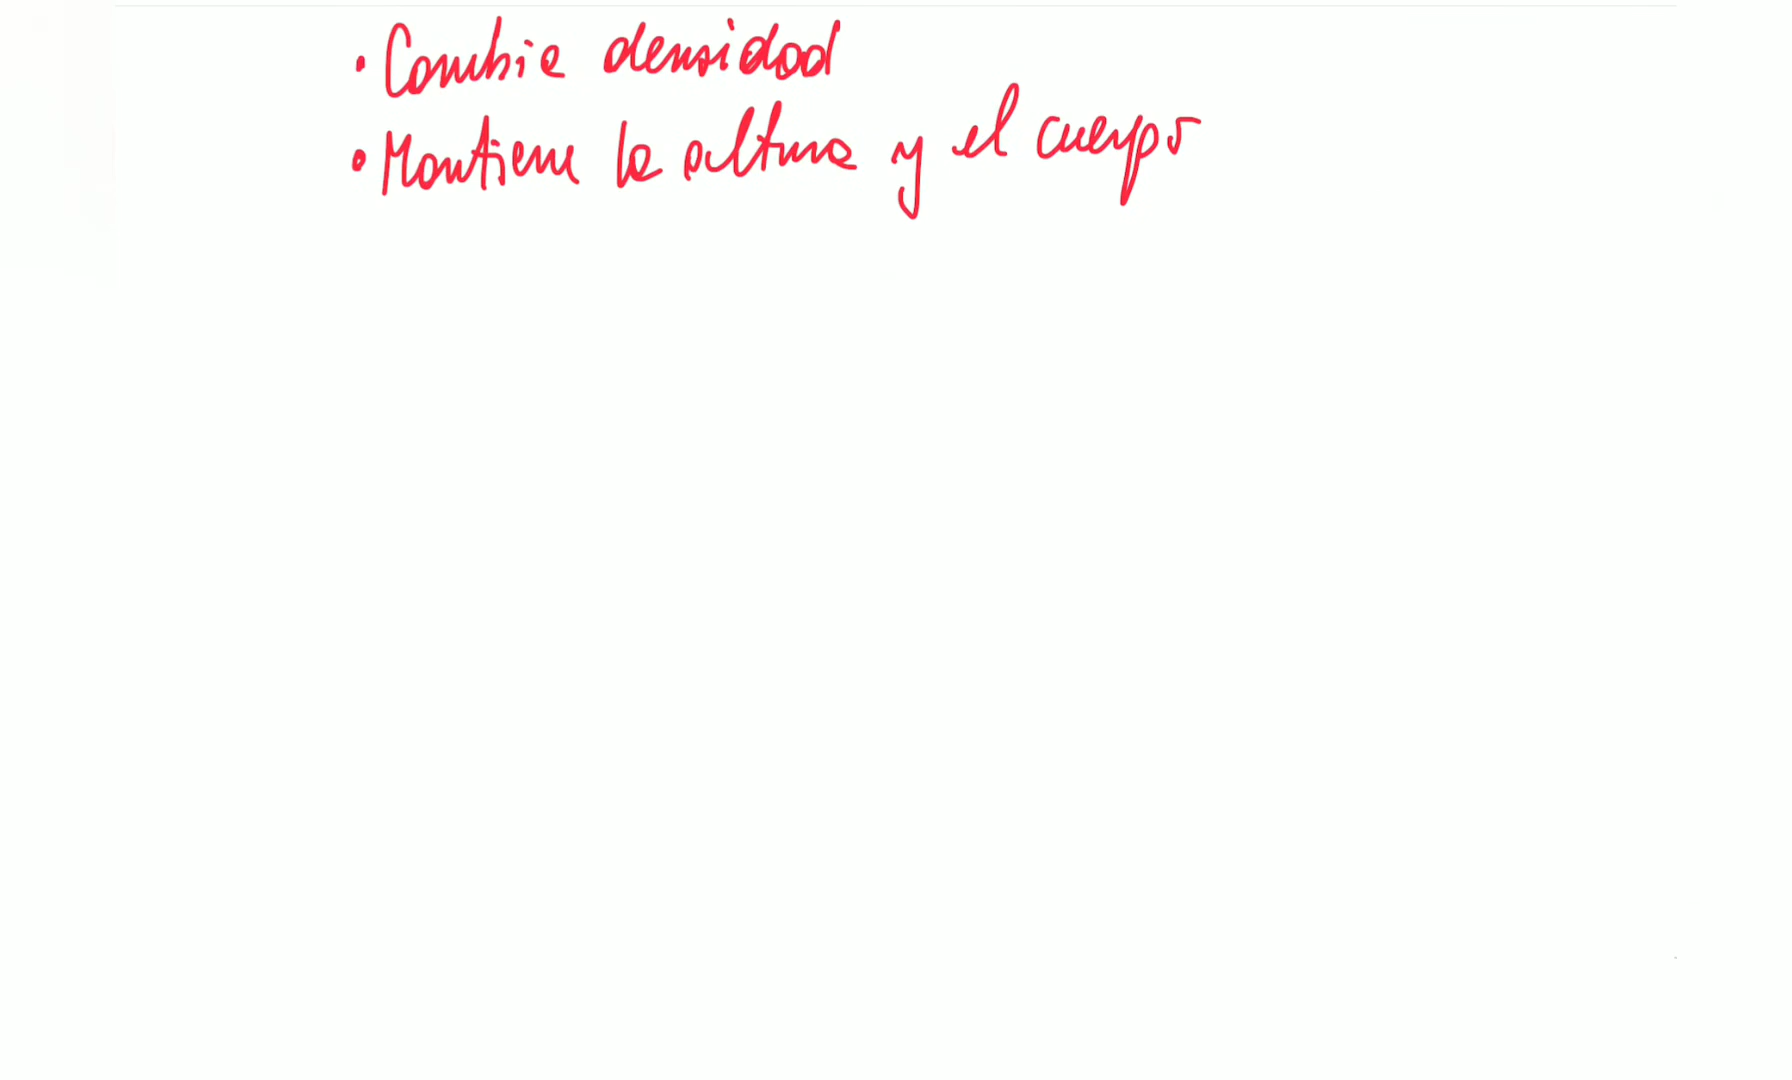 • Cambia densidad
• Mantiene la altura y el cuerpo